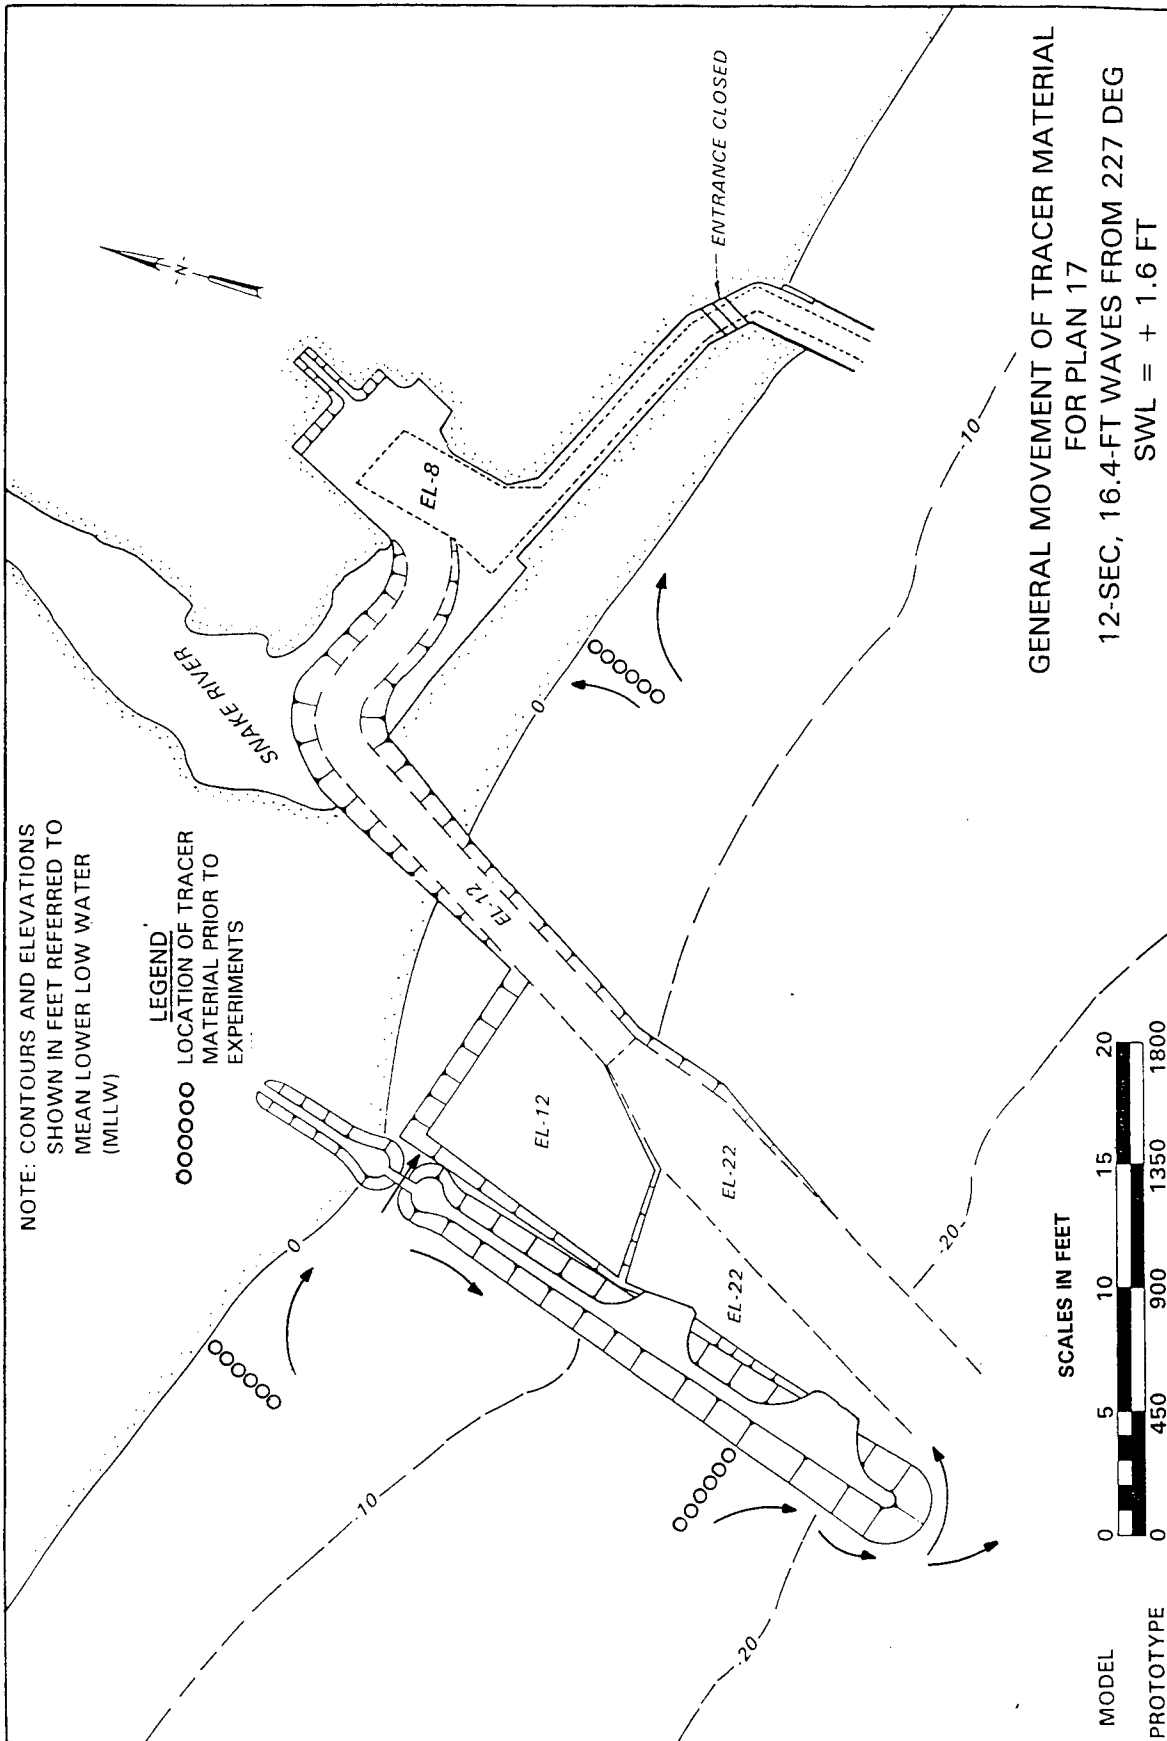 NOTE: CONTOURS AND ELEVATIONS
SHOWN IN FEET REFERRED TO
MEAN LOWER LOW WATER
(MLLW)
LEGEND
OOOOOO LOCATION OF TRACER
MATERIAL PRIOR TO
EXPERIMENTS
SNAKE RIVER
-N-
EL-8
ENTRANCE CLOSED
0
0
EL-12
EL-12
EL-22
EL-22
-10
-10
-20
-20
GENERAL MOVEMENT OF TRACER MATERIAL
FOR PLAN 17
12-SEC, 16.4-FT WAVES FROM 227 DEG
SWL = + 1.6 FT
SCALES IN FEET
MODEL 0 5 10 15 20
PROTOTYPE 0 450 900 1350 1800